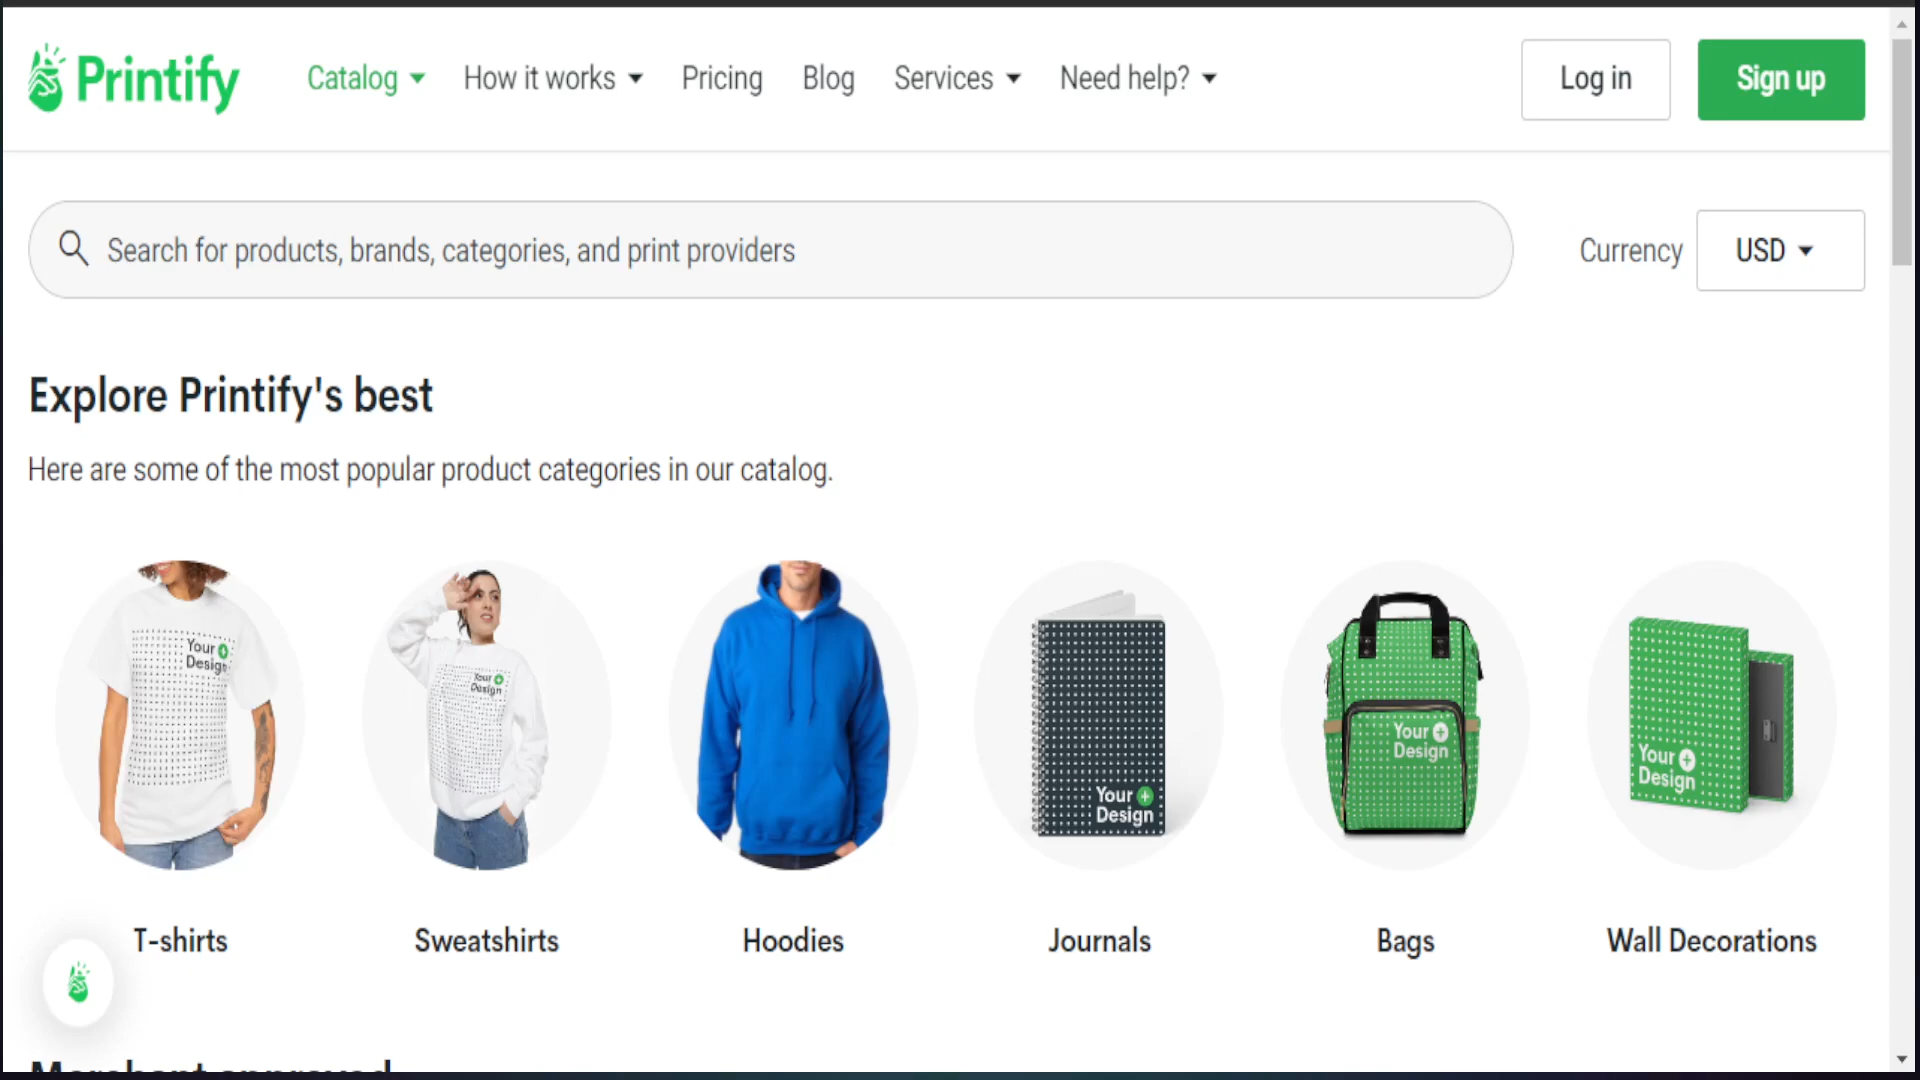 Printify
Catalog How it works Pricing Blog Services Need help? Log in Sign up
Search for products, brands, categories, and print providers Currency USD
Explore Printify's best
Here are some of the most popular product categories in our catalog.
Your
Design
Your
Design
Your
Design
Your
Design
Your
Design
T-shirts Sweatshirts Hoodies Journals Bags Wall Decorations
Merchant approved